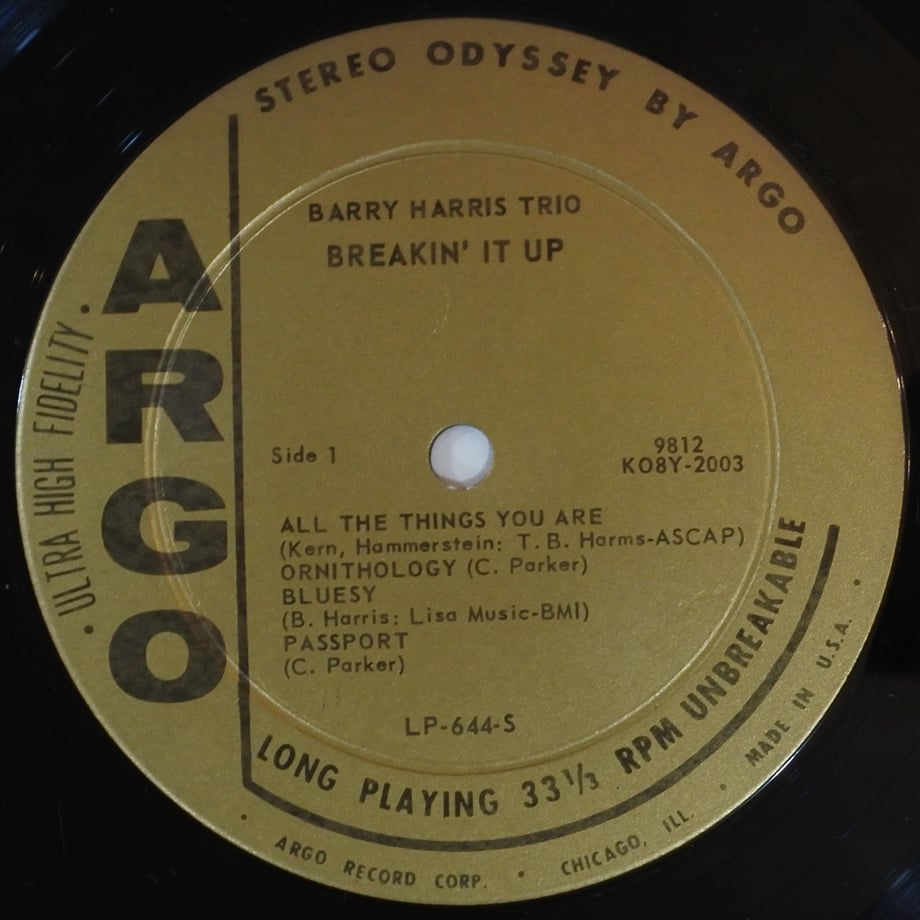 STEREO ODYSSEY BY ARGO
ARGO
• ULTRA HIGH FIDELITY •
BARRY HARRIS TRIO
BREAKIN' IT UP
Side 1
9812
KO8Y-2003
ALL THE THINGS YOU ARE
(Kern, Hammerstein: T. B. Harms-ASCAP)
ORNITHOLOGY (C. Parker)
BLUESY
(B. Harris: Lisa Music-BMI)
PASSPORT
(C. Parker)
LP-644-S
LONG PLAYING 33⅓ RPM UNBREAKABLE
• ARGO RECORD CORP. • CHICAGO, ILL. • MADE IN U.S.A. •